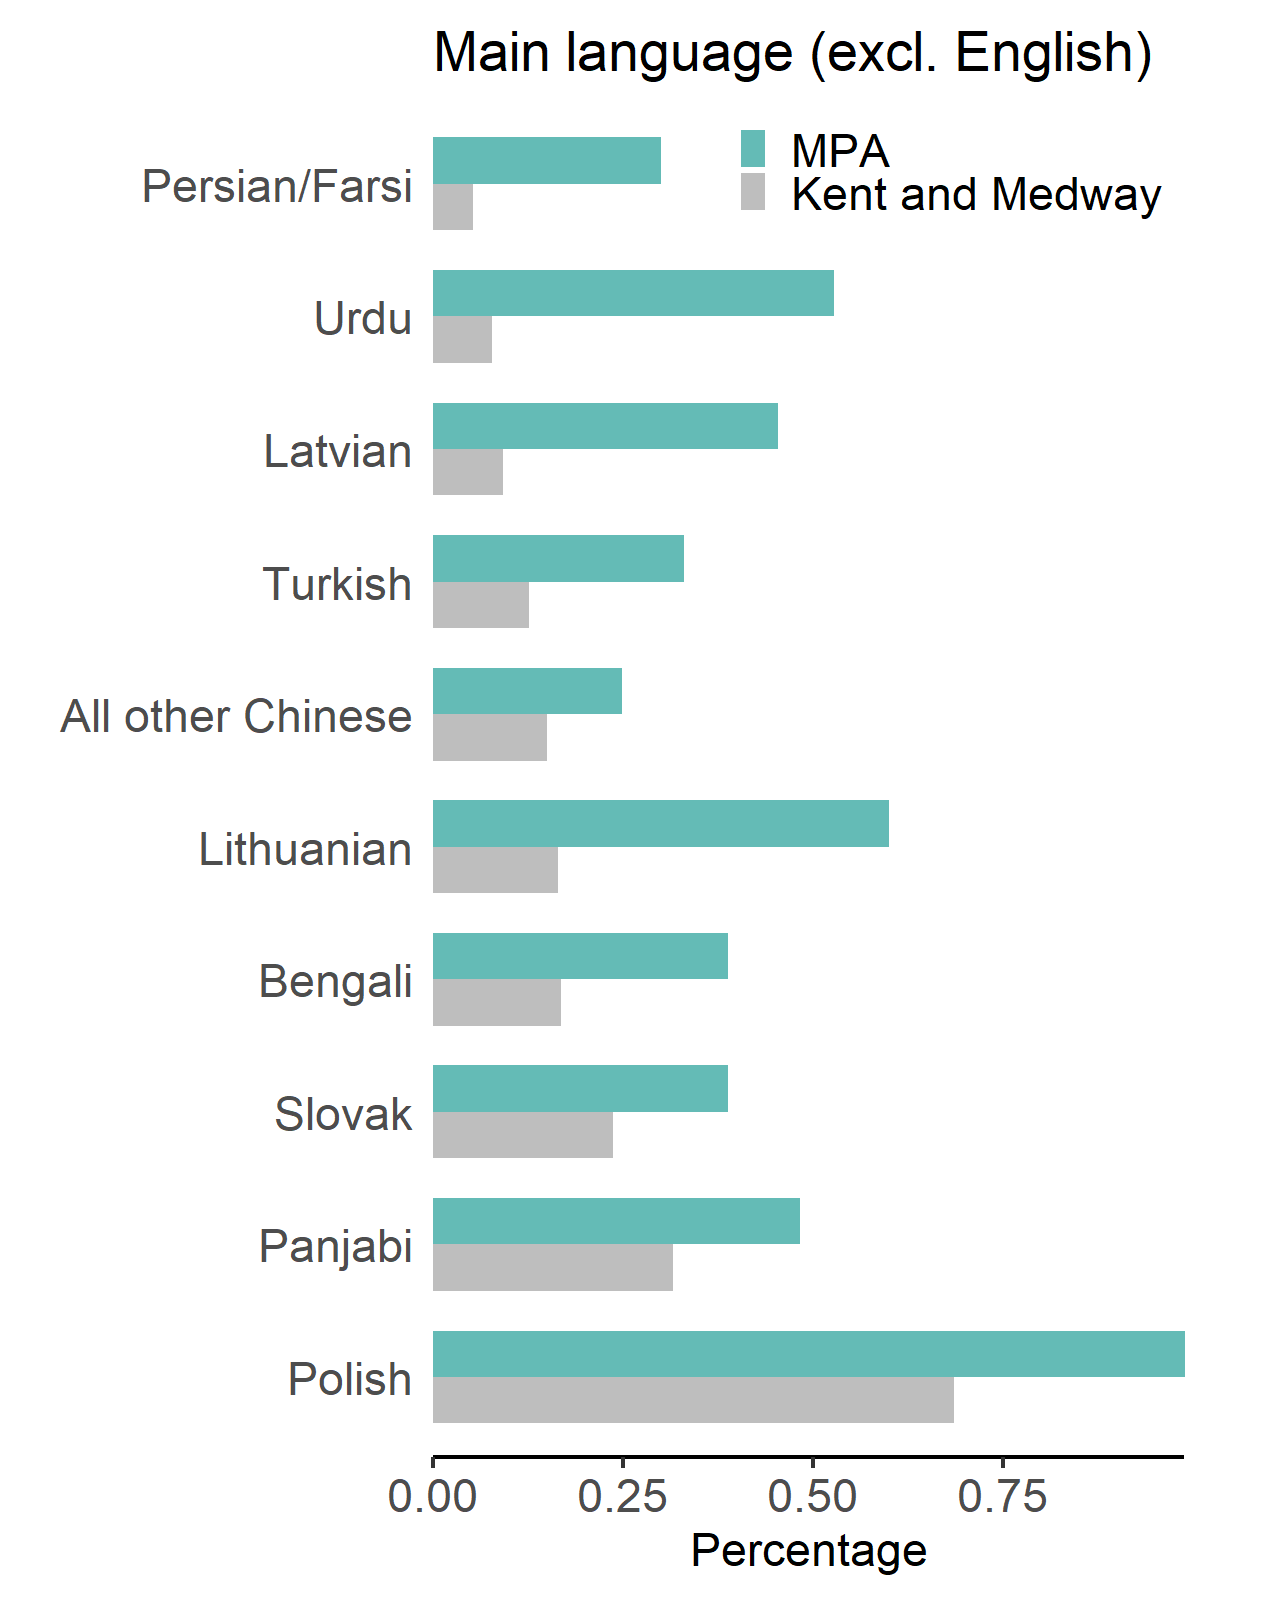 Main language (excl. English)
MPA
Kent and Medway
Persian/Farsi
Urdu
Latvian
Turkish
All other Chinese
Lithuanian
Bengali
Slovak
Panjabi
Polish
0.00 0.25 0.50 0.75
Percentage